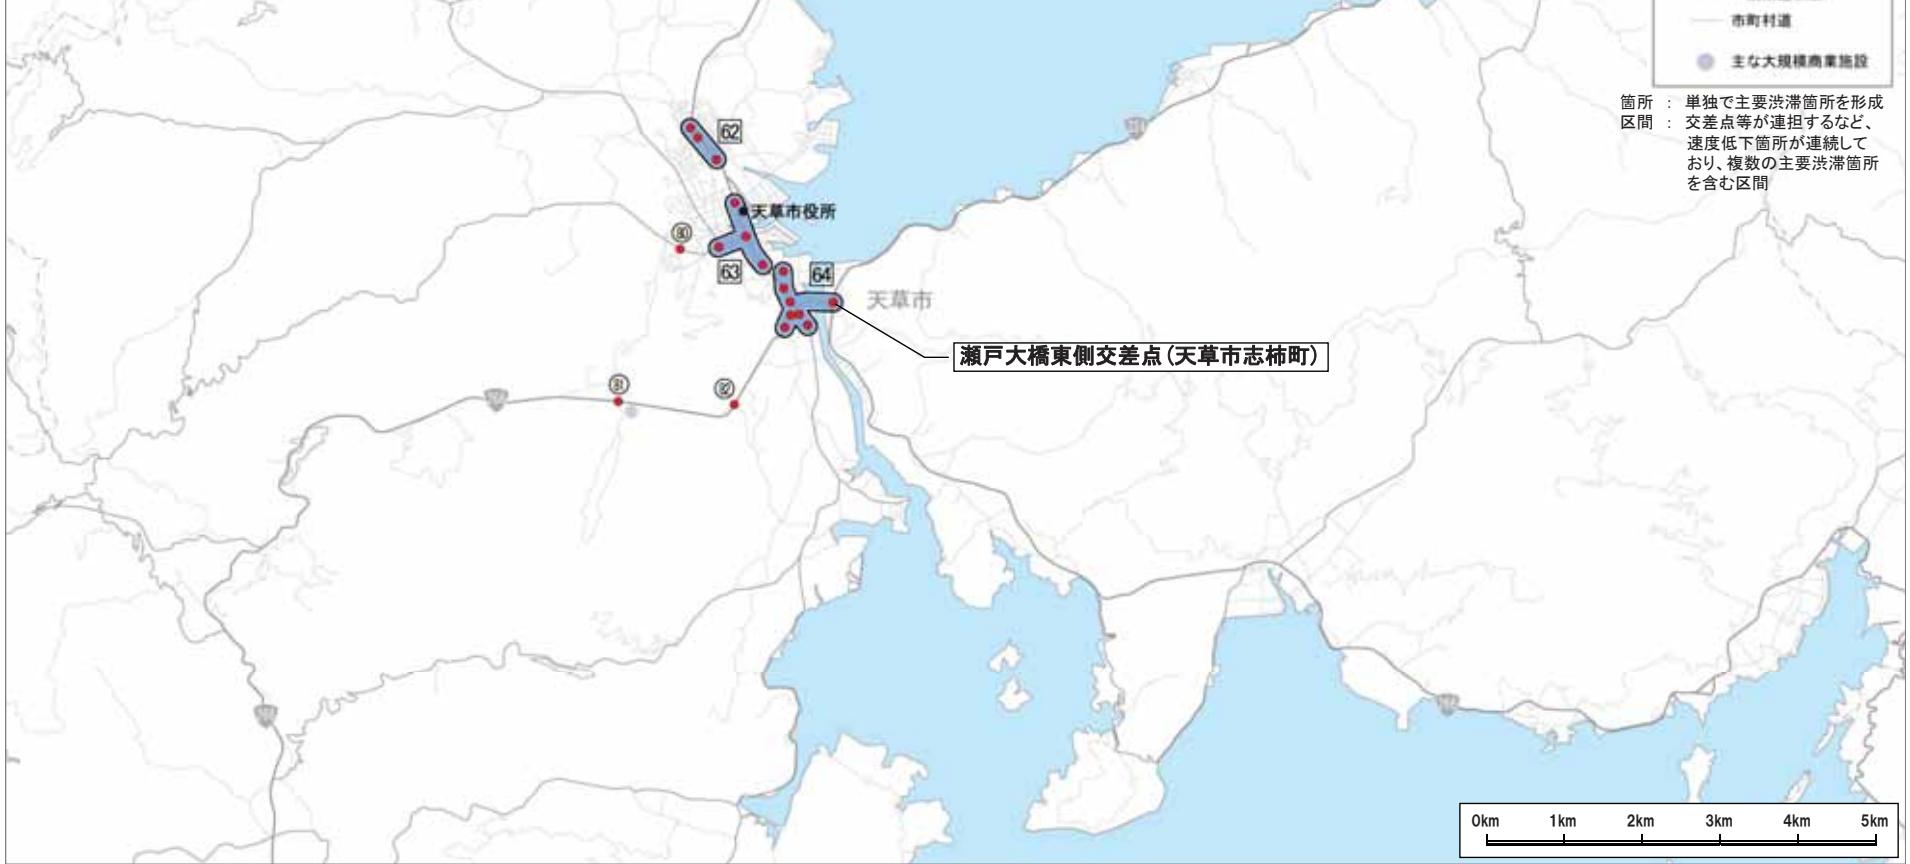 市町村道
主な大規模商業施設
箇所 ： 単独で主要渋滞箇所を形成
区間 ： 交差点等が連担するなど、
速度低下箇所が連続して
おり、複数の主要渋滞箇所
を含む区間
62
天草市役所
80
63
64
天草市
瀬戸大橋東側交差点(天草市志柿町)
81
82
0km 1km 2km 3km 4km 5km